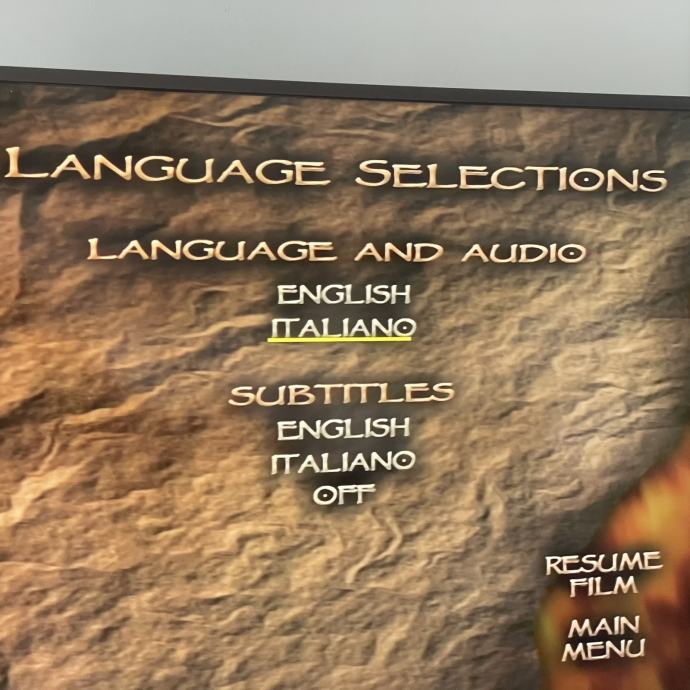 LANGUAGE SELECTIONS
LANGUAGE AND AUDIO
ENGLISH
ITALIANO
SUBTITLES
ENGLISH
ITALIANO
OFF
RESUME
FILM
MAIN
MENU